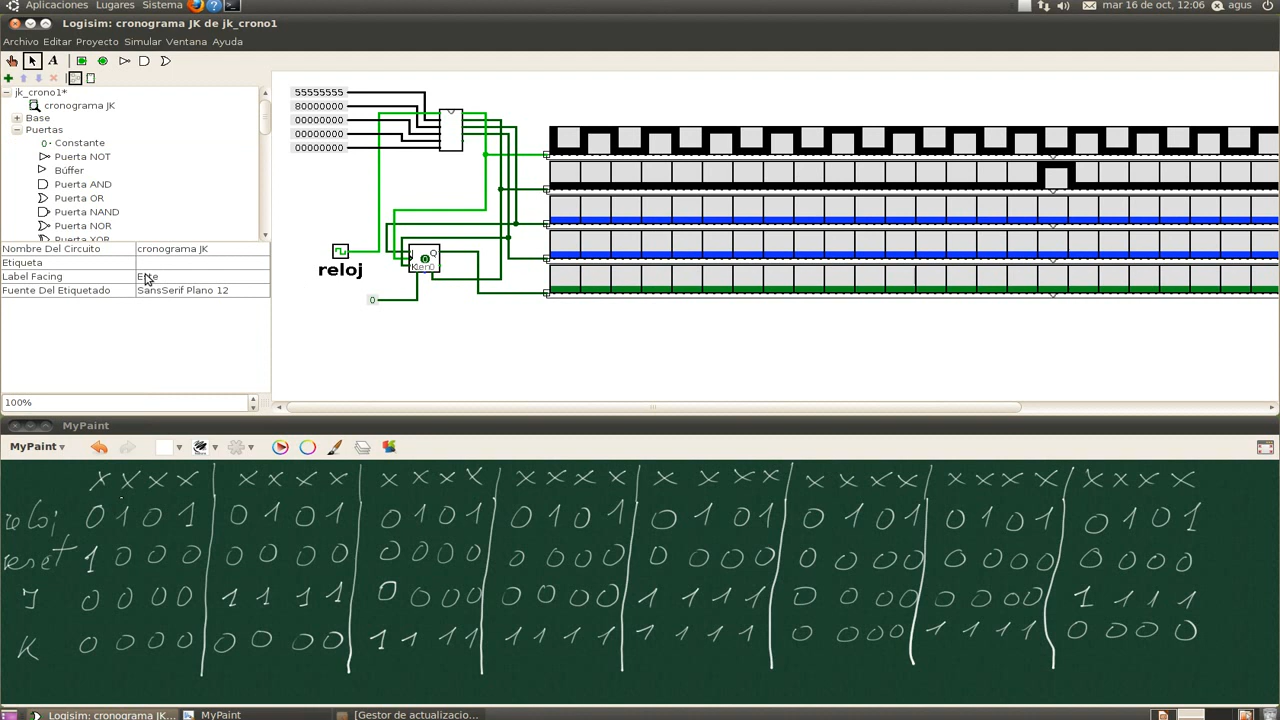 Aplicaciones Lugares Sistema mar 16 de oct, 12:06 agus
Logisim: cronograma JK de jk_crono1
Archivo Editar Proyecto Simular Ventana Ayuda
A
jk_crono1*
cronograma JK
Base
Puertas
0 Constante
Puerta NOT
Búfer
Puerta AND
Puerta OR
Puerta NAND
Puerta NOR
Puerta XOR
Nombre Del Circuito cronograma JK
Etiqueta
Label Facing Este
Fuente Del Etiquetado SansSerif Plano 12
100%
55555555
80000000
00000000
00000000
00000000
reloj
0
J Q
0
K en0
MyPaint
MyPaint
x x x x x x x x x x x x x x x x x x x x x x x x x x x x x x x x
reloj 0 1 0 1 0 1 0 1 0 1 0 1 0 1 0 1 0 1 0 1 0 1 0 1 0 1 0 1 0 1 0 1
reset 1 0 0 0 0 0 0 0 0 0 0 0 0 0 0 0 0 0 0 0 0 0 0 0 0 0 0 0 0 0 0 0
J 0 0 0 0 1 1 1 1 0 0 0 0 0 0 0 0 1 1 1 1 0 0 0 0 0 0 0 0 1 1 1 1
K 0 0 0 0 0 0 0 0 1 1 1 1 1 1 1 1 1 1 1 1 0 0 0 0 1 1 1 1 0 0 0 0
Logisim: cronograma JK... MyPaint [Gestor de actualizacio...